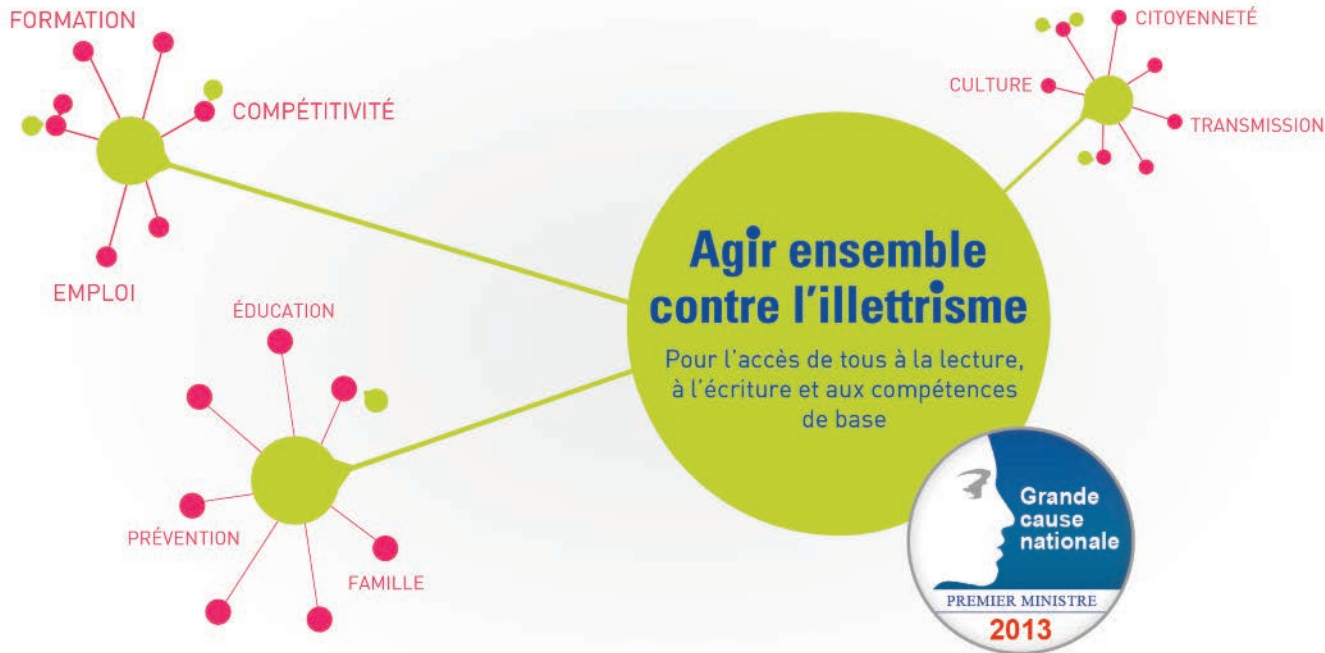 FORMATION
COMPÉTITIVITÉ
EMPLOI
ÉDUCATION
PRÉVENTION
FAMILLE
CITOYENNETÉ
CULTURE
TRANSMISSION
Agir ensemble
contre l'illettrisme
Pour l'accès de tous à la lecture,
à l'écriture et aux compétences
de base
Grande
cause
nationale
PREMIER MINISTRE
2013